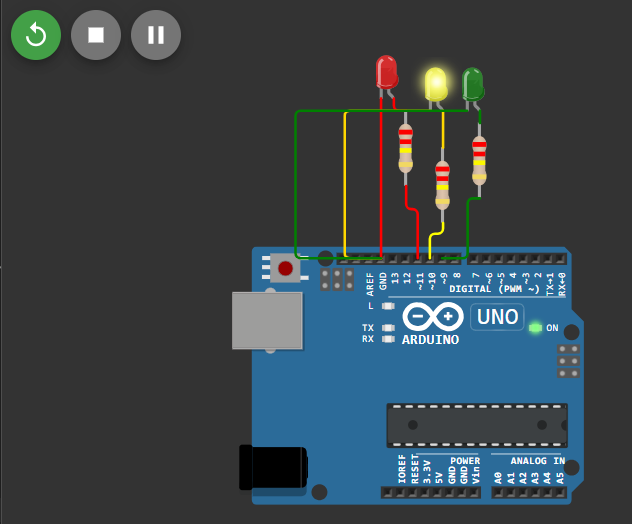 AREF
GND
13
12
~11
~10
~9
8
7
~6
~5
4
~3
2
TX→1
RX←0
DIGITAL (PWM ~)
L
TX
RX
ARDUINO
UNO
ON
IOREF
RESET
3.3V
5V
GND
GND
Vin
POWER
A0
A1
A2
A3
A4
A5
ANALOG IN